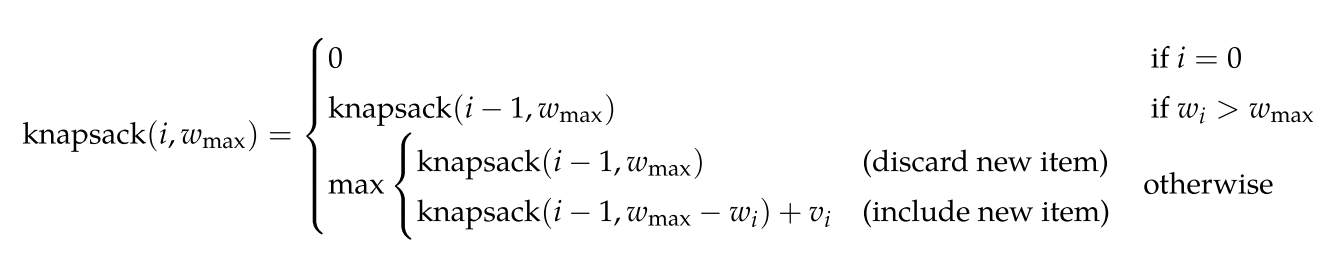 0 if i = 0
knapsack(i − 1, w_max) if w_i > w_max
knapsack(i, w_max) =
knapsack(i − 1, w_max) (discard new item)
max otherwise
knapsack(i − 1, w_max − w_i) + v_i (include new item)